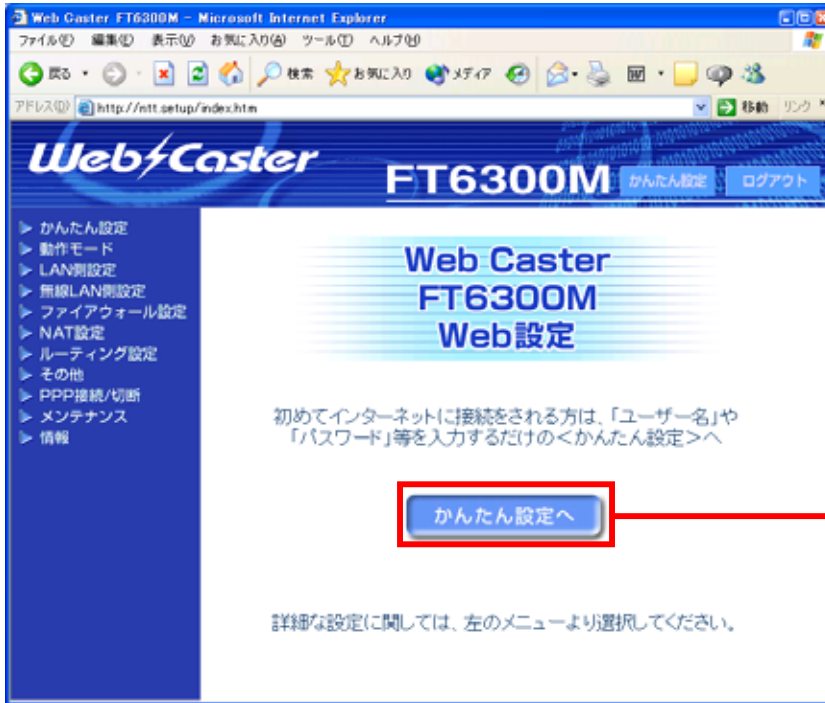 Web Caster FT6300M - Microsoft Internet Explorer
ファイル(F) 編集(E) 表示(V) お気に入り(A) ツール(T) ヘルプ(H)
戻る 検索 お気に入り メディア
アドレス(D) http://ntt.setup/index.htm 移動 リンク
Web Caster
FT6300M かんたん設定 ログアウト
かんたん設定
動作モード
LAN側設定
無線LAN側設定
ファイアウォール設定
NAT設定
ルーティング設定
その他
PPP接続/切断
メンテナンス
情報
Web Caster
FT6300M
Web設定
初めてインターネットに接続をされる方は、「ユーザー名」や
「パスワード」等を入力するだけの<かんたん設定>へ
かんたん設定へ
詳細な設定に関しては、左のメニューより選択してください。